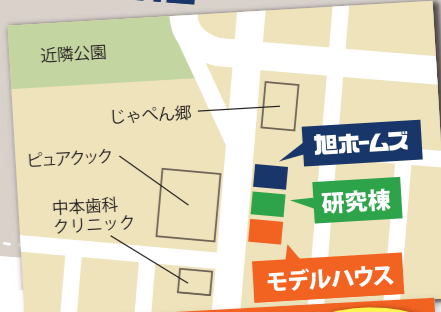 近隣公園
じゃぺん郷
旭ホームズ
ピュアクック
研究棟
中本歯科
クリニック
モデルハウス